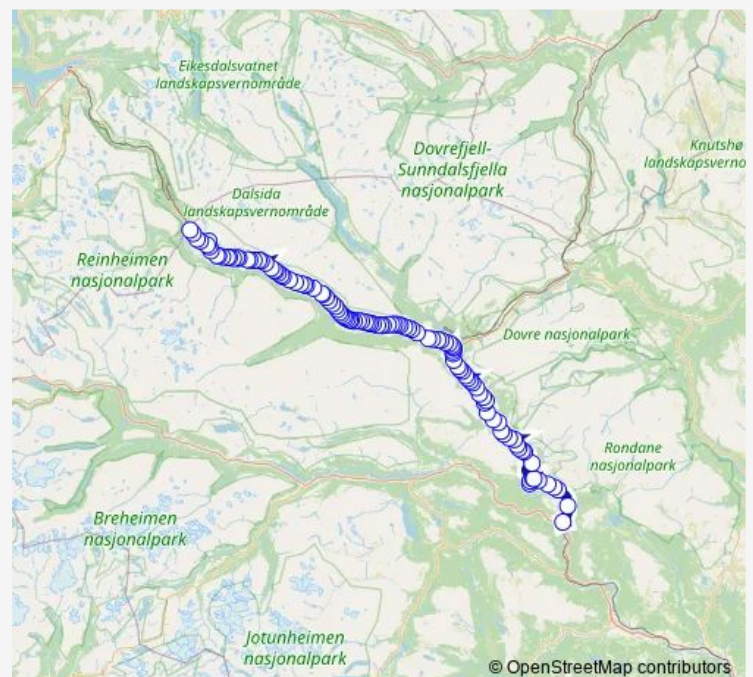 Eikesdalsvatnet
landskapsvernområde
Dovrefjell-
Sunndalsfjella
nasjonalpark
Knutshø
landskapsverno
Dalsida
landskapsvernområde
Reinheimen
nasjonalpark
Dovre nasjonalpark
Rondane
nasjonalpark
Breheimen
nasjonalpark
Jotunheimen
nasjonalpark
© OpenStreetMap contributors